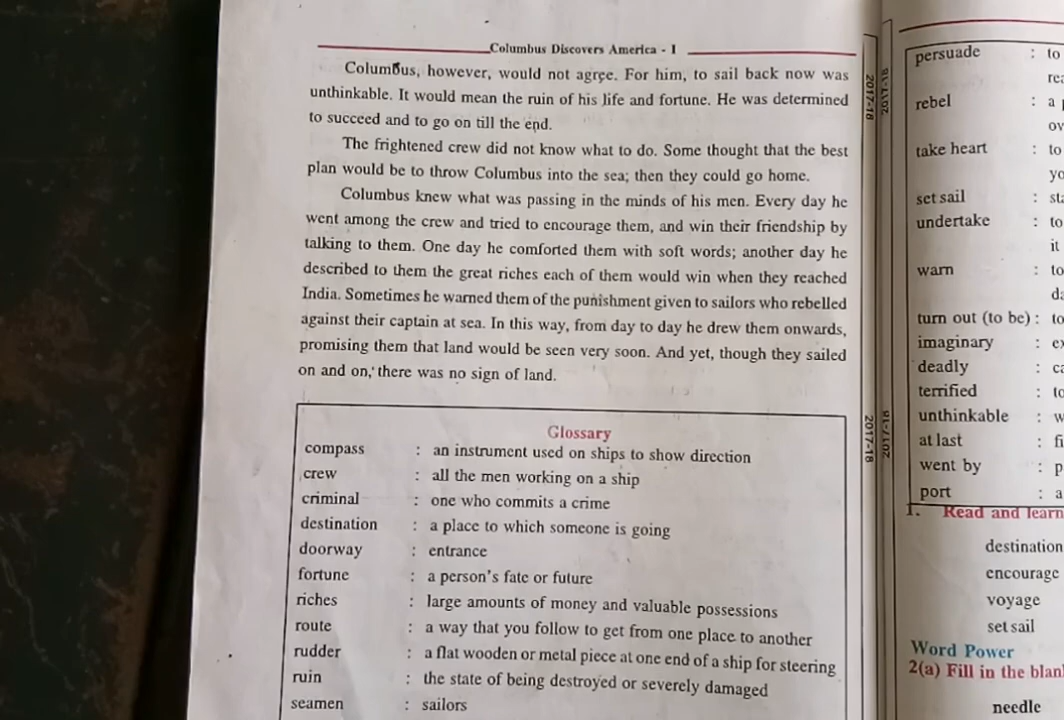 Columbus Discovers America - I
Columbus, however, would not agree. For him, to sail back now was
unthinkable. It would mean the ruin of his life and fortune. He was determined
to succeed and to go on till the end.
The frightened crew did not know what to do. Some thought that the best
plan would be to throw Columbus into the sea; then they could go home.
Columbus knew what was passing in the minds of his men. Every day he
went among the crew and tried to encourage them, and win their friendship by
talking to them. One day he comforted them with soft words; another day he
described to them the great riches each of them would win when they reached
India. Sometimes he warned them of the punishment given to sailors who rebelled
against their captain at sea. In this way, from day to day he drew them onwards,
promising them that land would be seen very soon. And yet, though they sailed
on and on, there was no sign of land.
Glossary
compass : an instrument used on ships to show direction
crew : all the men working on a ship
criminal : one who commits a crime
destination : a place to which someone is going
doorway : entrance
fortune : a person's fate or future
riches : large amounts of money and valuable possessions
route : a way that you follow to get from one place to another
rudder : a flat wooden or metal piece at one end of a ship for steering
ruin : the state of being destroyed or severely damaged
seamen : sailors
2017-18
2017-18
persuade : to
rebel : a
take heart : to
set sail :
undertake : to
it
warn : to
turn out (to be) : to
imaginary :
deadly :
terrified :
unthinkable :
at last :
went by :
port : a
1. Read and learn
destination
encourage
voyage
set sail
Word Power
2(a) Fill in the
needle